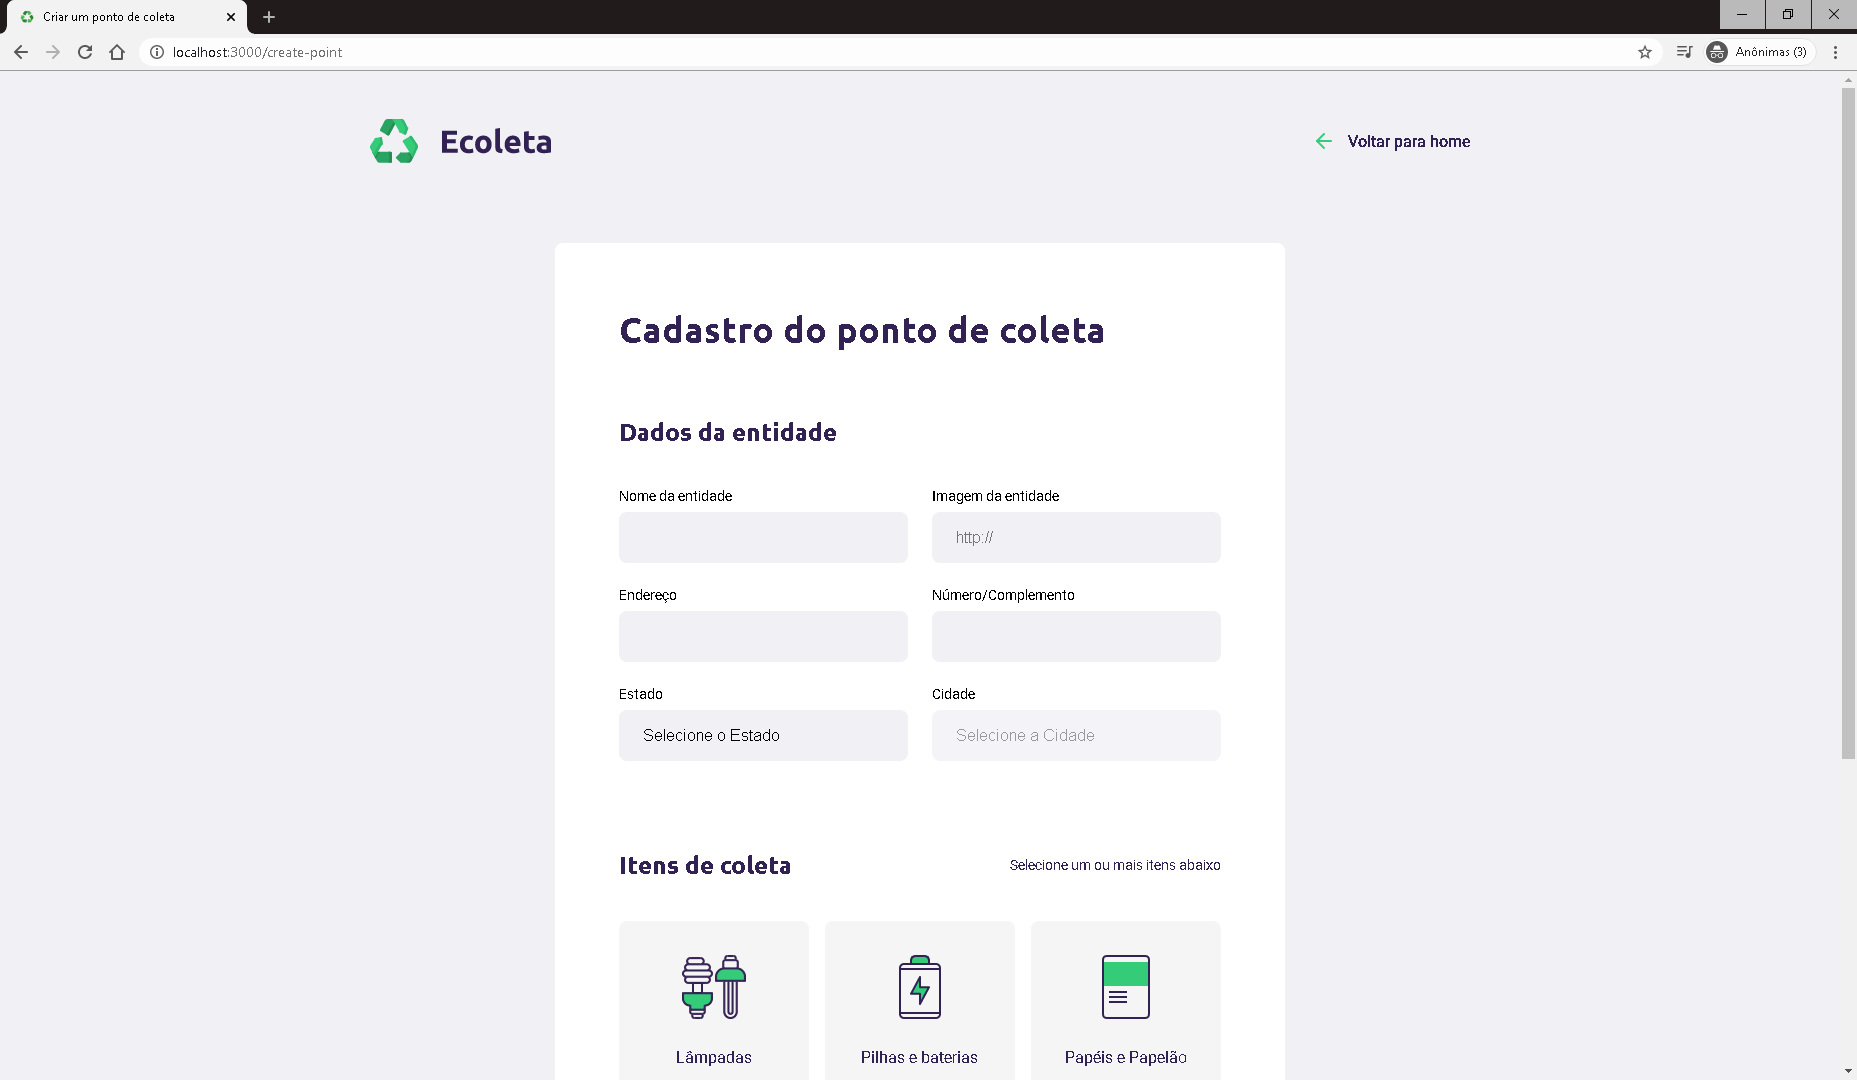 Criar um ponto de coleta
localhost:3000/create-point
Anônimas (3)
Ecoleta
Voltar para home
Cadastro do ponto de coleta
Dados da entidade
Nome da entidade
Imagem da entidade
http://
Endereço
Número/Complemento
Estado
Cidade
Selecione o Estado
Selecione a Cidade
Itens de coleta
Selecione um ou mais itens abaixo
Lâmpadas
Pilhas e baterias
Papéis e Papelão